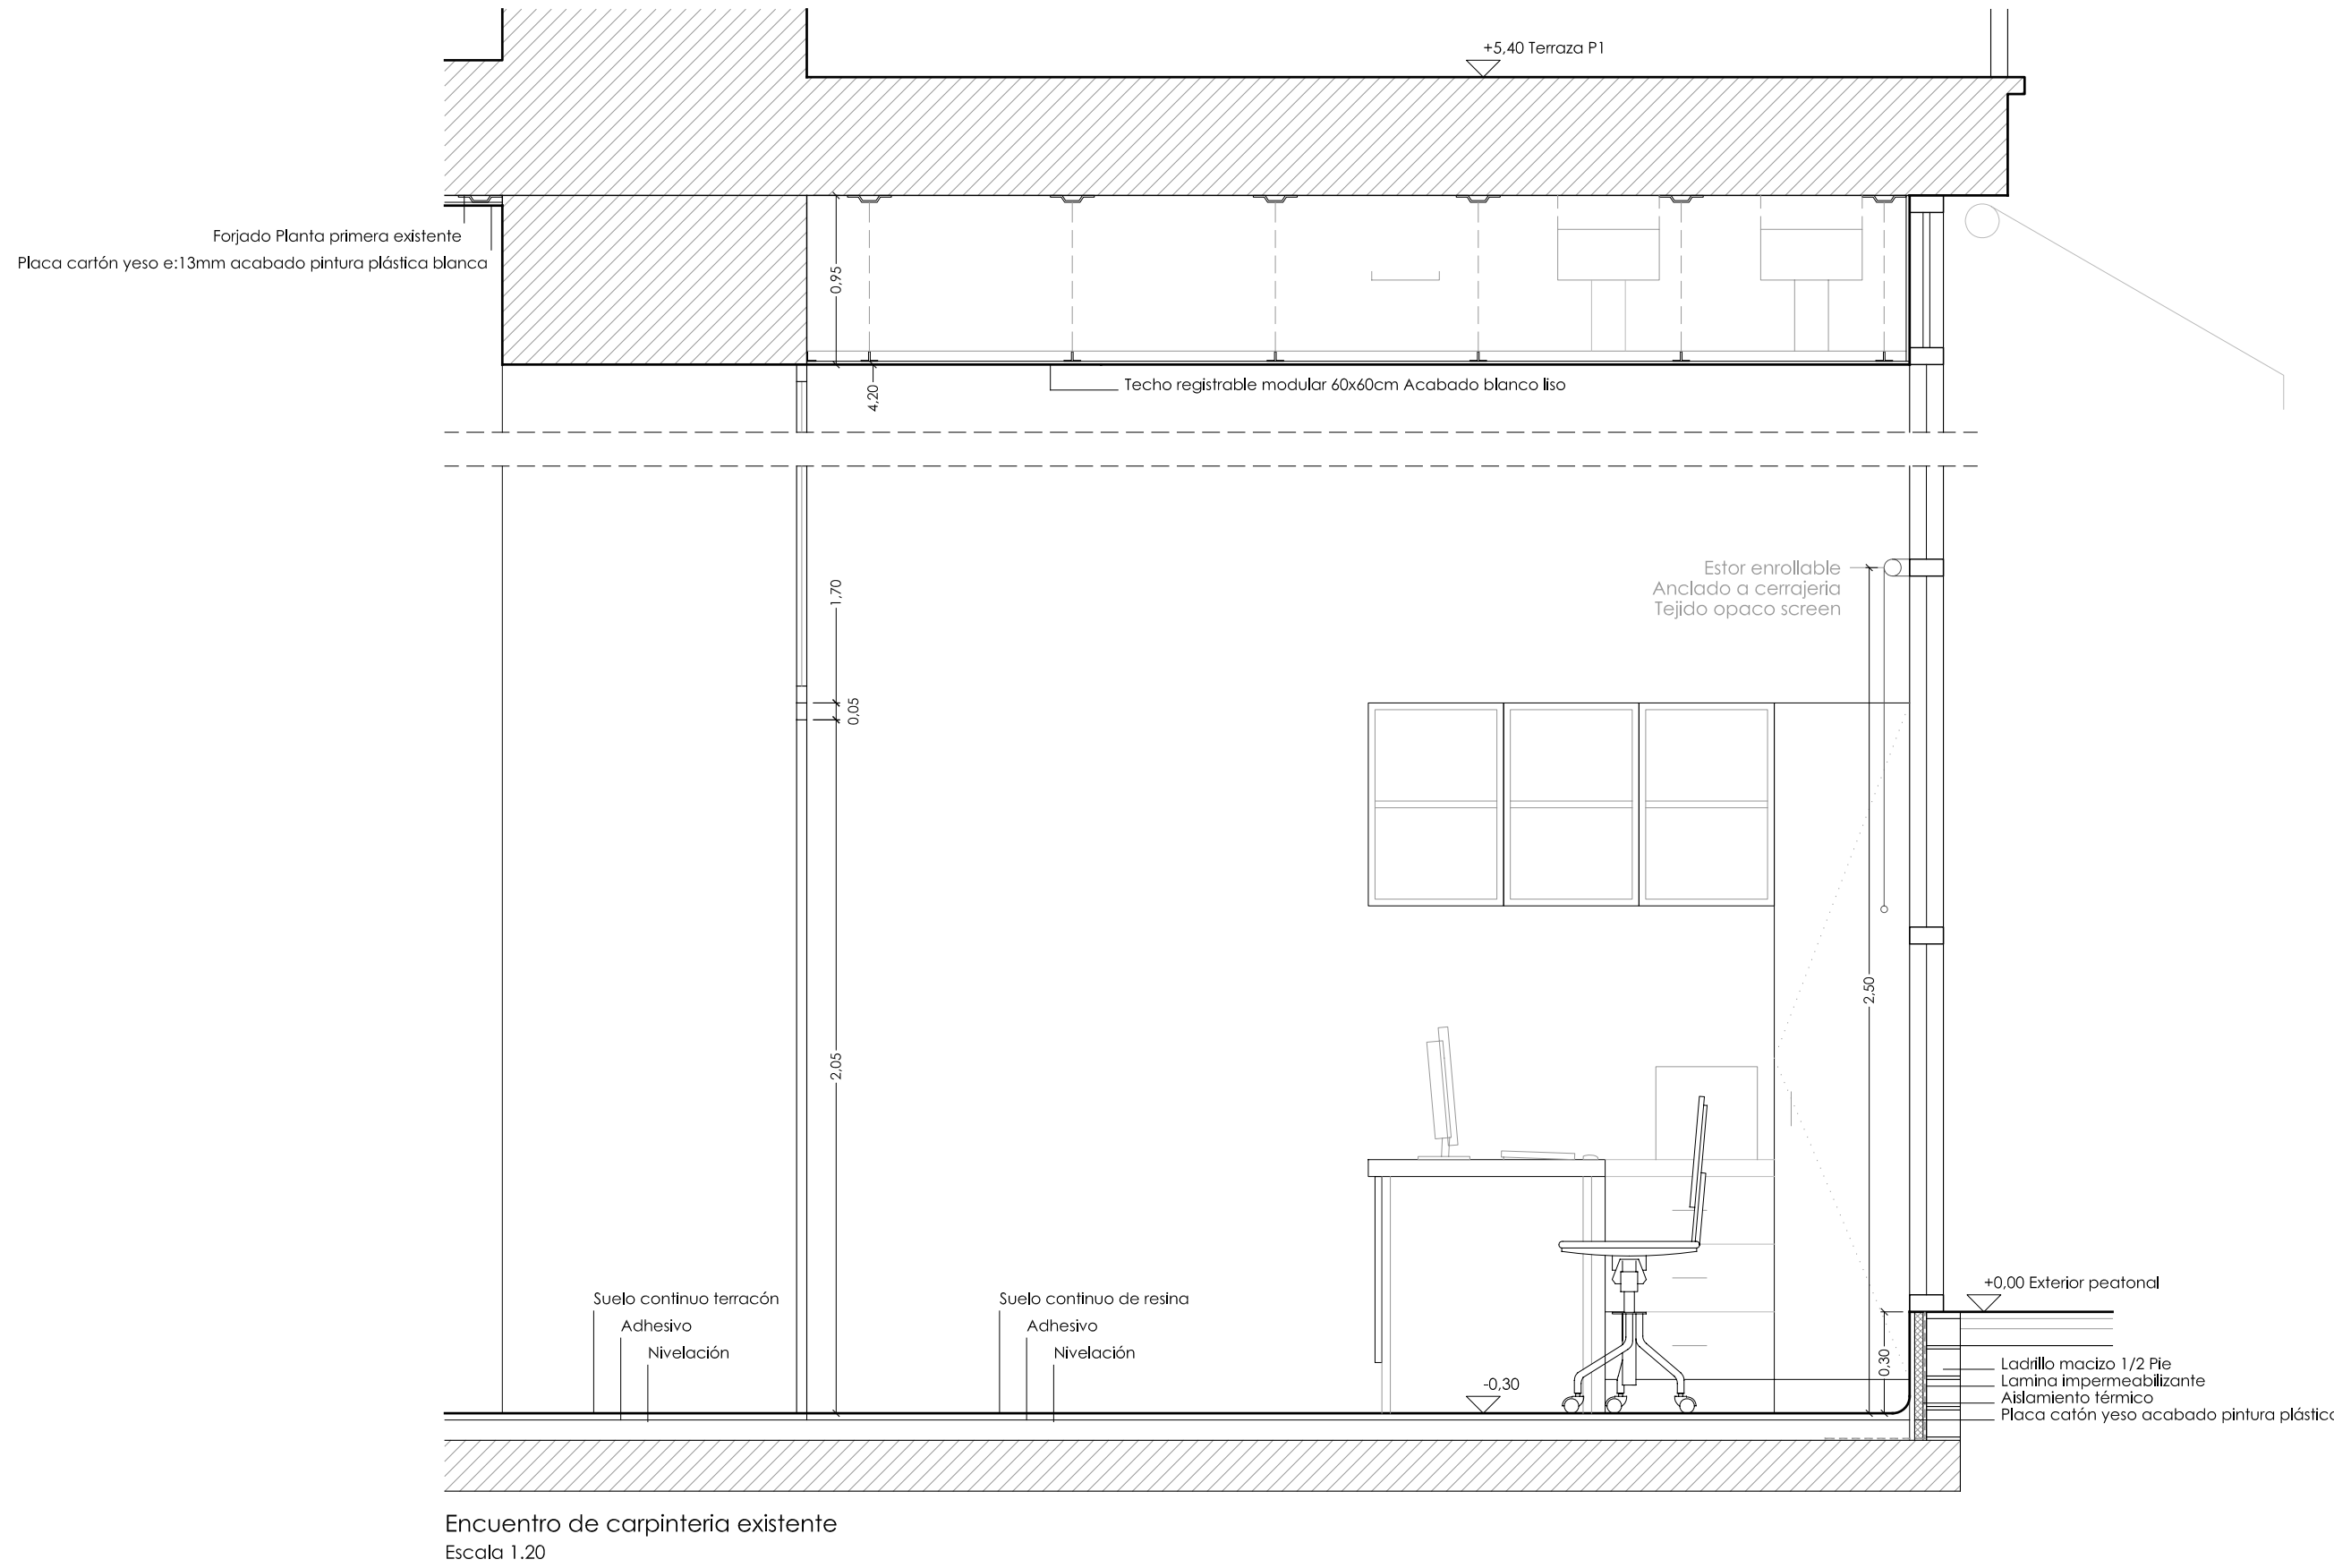 +5,40 Terraza P1
Forjado Planta primera existente
Placa cartón yeso e:13mm acabado pintura plástica blanca
0,95
Techo registrable modular 60x60cm Acabado blanco liso
4,20
Estor enrollable
Anclado a cerrajeria
Tejido opaco screen
1,70
0,05
2,50
2,05
+0,00 Exterior peatonal
Suelo continuo terracón
Adhesivo
Nivelación
Suelo continuo de resina
Adhesivo
Nivelación
0,30
-0,30
Ladrillo macizo 1/2 Pie
Lamina impermeabilizante
Aislamiento térmico
Placa catón yeso acabado pintura plástic
Encuentro de carpinteria existente
Escala 1.20